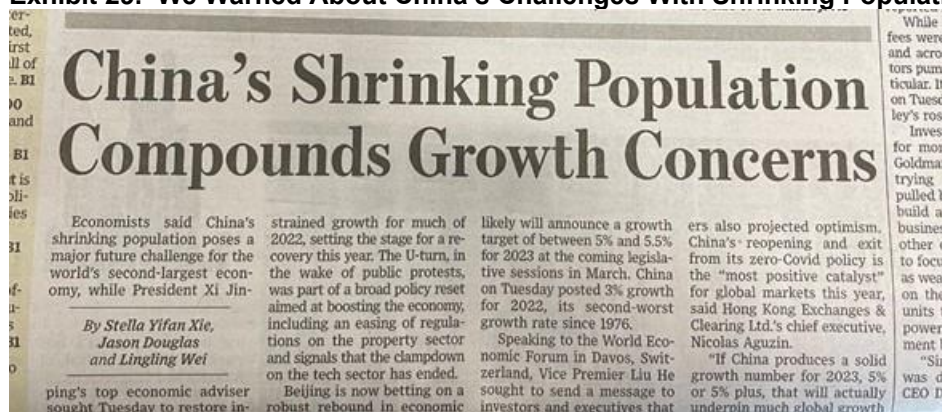 China's Shrinking Population
Compounds Growth Concerns
Economists said China's
shrinking population poses a
major future challenge for the
world's second-largest econ-
omy, while President Xi Jin-
By Stella Yifan Xie,
Jason Douglas
and Lingling Wei
ping's top economic adviser
sought Tuesday to restore in-
strained growth for much of
2022, setting the stage for a re-
covery this year. The U-turn, in
the wake of public protests,
was part of a broad policy reset
aimed at boosting the economy,
including an easing of regula-
tions on the property sector
and signals that the clampdown
on the tech sector has ended.
Beijing is now betting on a
robust rebound in economic
likely will announce a growth
target of between 5% and 5.5%
for 2023 at the coming legisla-
tive sessions in March. China
on Tuesday posted 3% growth
for 2022, its second-worst
growth rate since 1976.
Speaking to the World Eco-
nomic Forum in Davos, Swit-
zerland, Vice Premier Liu He
sought to send a message to
investors and executives that
ers also projected optimism.
China's reopening and exit
from its zero-Covid policy is
the "most positive catalyst"
for global markets this year,
said Hong Kong Exchanges &
Clearing Ltd.'s chief executive,
Nicolas Aguzin.
"If China produces a solid
growth number for 2023, 5%
or 5% plus, that will actually
underpin much global growth
While
fees were
and acro
tors pum
ticular. I
on Tuesd
ley's ros
Inves
for mor
Goldma
trying
pulled
build a
busines
other
to focu
as wea
on the
units
power
ment
"Si
was d
CEO